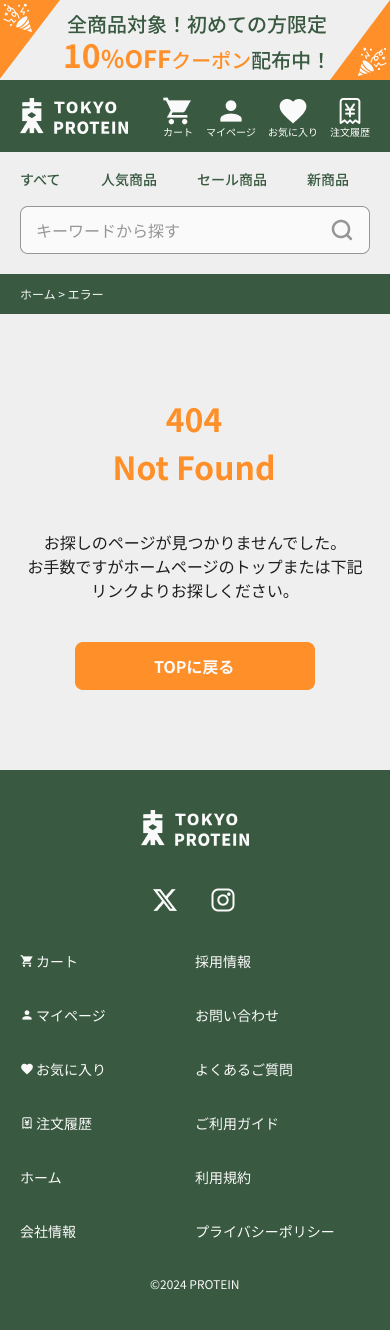 全商品対象！初めての方限定
10%OFFクーポン配布中！
TOKYO
PROTEIN
カート
マイページ
お気に入り
注文履歴
すべて
人気商品
セール商品
新商品
キーワードから探す
ホーム > エラー
404
Not Found
お探しのページが見つかりませんでした。
お手数ですがホームページのトップまたは下記
リンクよりお探しください。
TOPに戻る
TOKYO
PROTEIN
カート
採用情報
マイページ
お問い合わせ
お気に入り
よくあるご質問
注文履歴
ご利用ガイド
ホーム
利用規約
会社情報
プライバシーポリシー
©2024 PROTEIN